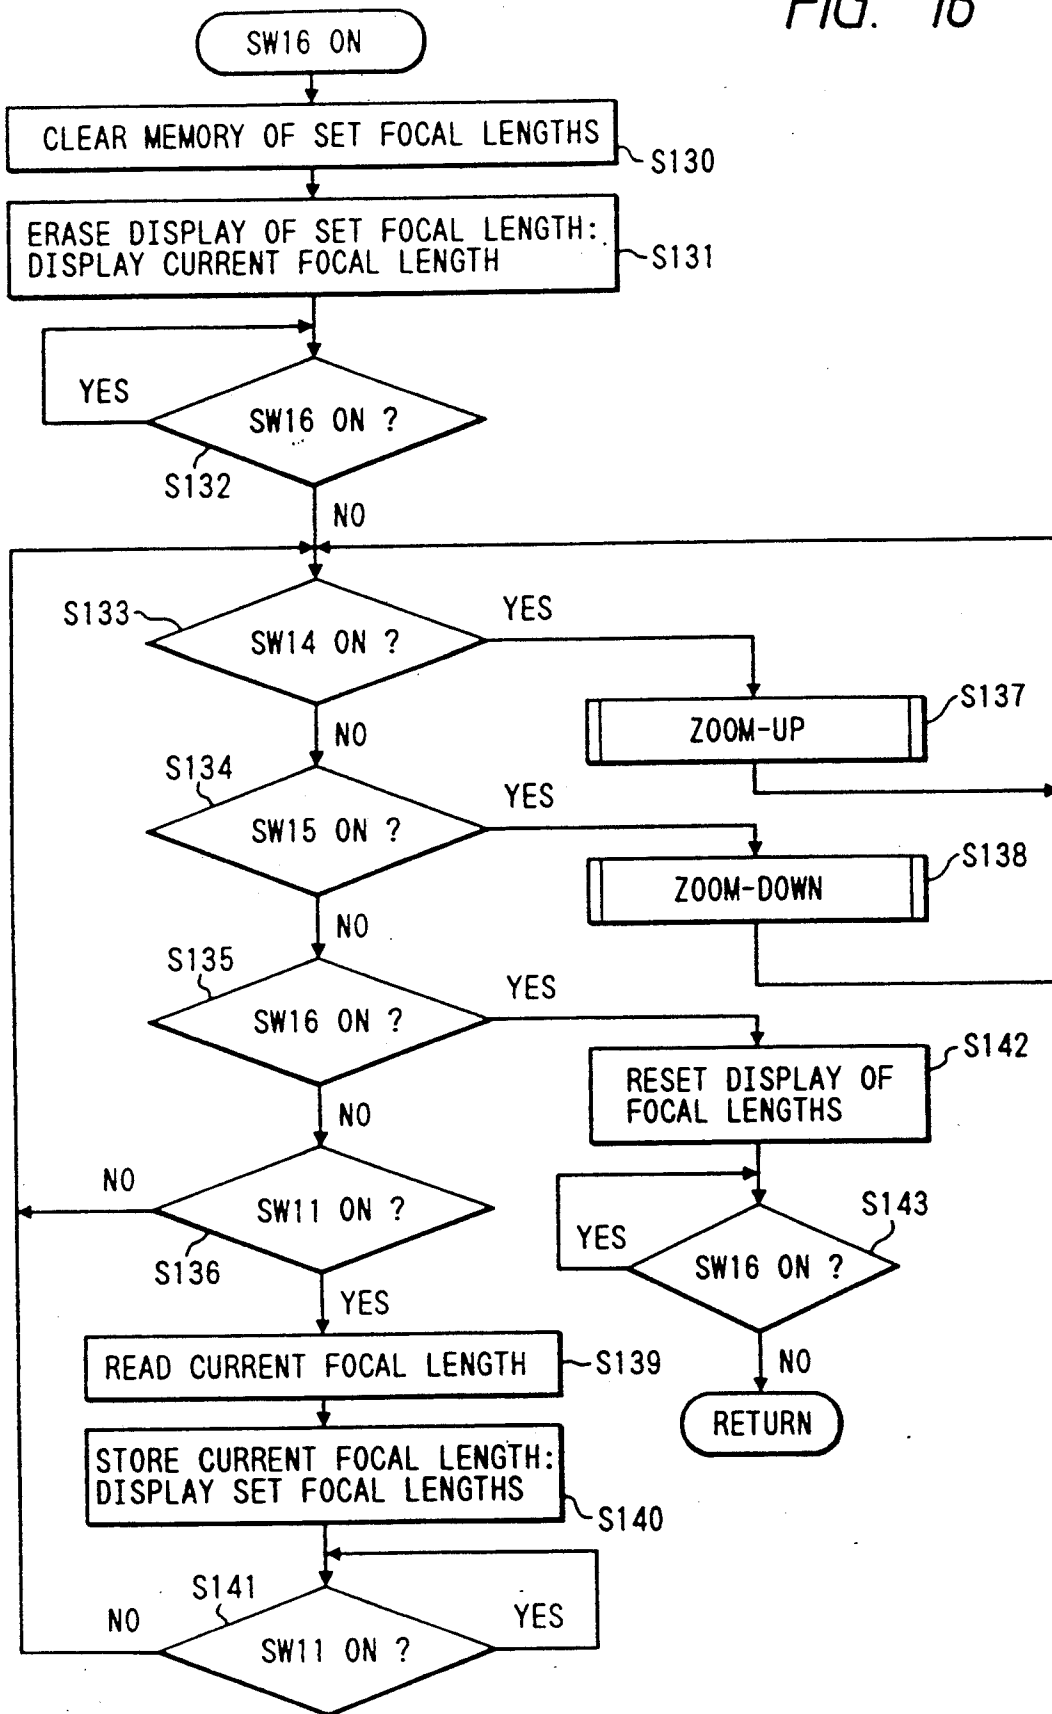 FIG. 16
SW16 ON
CLEAR MEMORY OF SET FOCAL LENGTHS
S130
ERASE DISPLAY OF SET FOCAL LENGTH:
DISPLAY CURRENT FOCAL LENGTH
S131
YES
SW16 ON ?
S132
NO
S133
SW14 ON ?
YES
S137
ZOOM-UP
NO
S134
SW15 ON ?
YES
S138
ZOOM-DOWN
NO
S135
SW16 ON ?
YES
S142
RESET DISPLAY OF
FOCAL LENGTHS
NO
NO
SW11 ON ?
S136
YES
S143
YES
SW16 ON ?
NO
RETURN
READ CURRENT FOCAL LENGTH
S139
STORE CURRENT FOCAL LENGTH:
DISPLAY SET FOCAL LENGTHS
S140
S141
NO
SW11 ON ?
YES